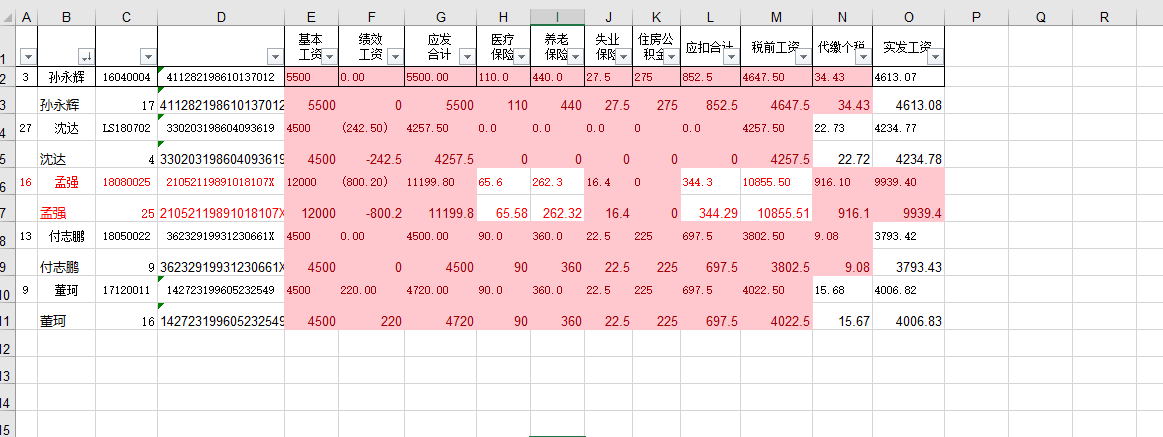 A B C D E F G H I J K L M N O P Q R
1 基本工资 绩效工资 应发合计 医疗保险 养老保险 失业保险 住房公积金 应扣合计 税前工资 代缴个税 实发工资
2 3 孙永辉 16040004 411282198610137012 5500 0.00 5500.00 110.0 440.0 27.5 275 852.5 4647.50 34.43 4613.07
3 孙永辉 17 411282198610137012 5500 0 5500 110 440 27.5 275 852.5 4647.5 34.43 4613.08
4 27 沈达 LS180702 330203198604093619 4500 (242.50) 4257.50 0.0 0.0 0.0 0 0.0 4257.50 22.73 4234.77
5 沈达 4 330203198604093619 4500 -242.5 4257.5 0 0 0 0 0 4257.5 22.72 4234.78
6 16 孟强 18080025 21052119891018107X 12000 (800.20) 11199.80 65.6 262.3 16.4 0 344.3 10855.50 916.10 9939.40
7 孟强 25 21052119891018107X 12000 -800.2 11199.8 65.58 262.32 16.4 0 344.29 10855.51 916.1 9939.4
8 13 付志鹏 18050022 36232919931230661X 4500 0.00 4500.00 90.0 360.0 22.5 225 697.5 3802.50 9.08 3793.42
9 付志鹏 9 36232919931230661X 4500 0 4500 90 360 22.5 225 697.5 3802.5 9.08 3793.43
10 9 董珂 17120011 142723199605232549 4500 220.00 4720.00 90.0 360.0 22.5 225 697.5 4022.50 15.68 4006.82
11 董珂 16 142723199605232549 4500 220 4720 90 360 22.5 225 697.5 4022.5 15.67 4006.83
12
13
14
15